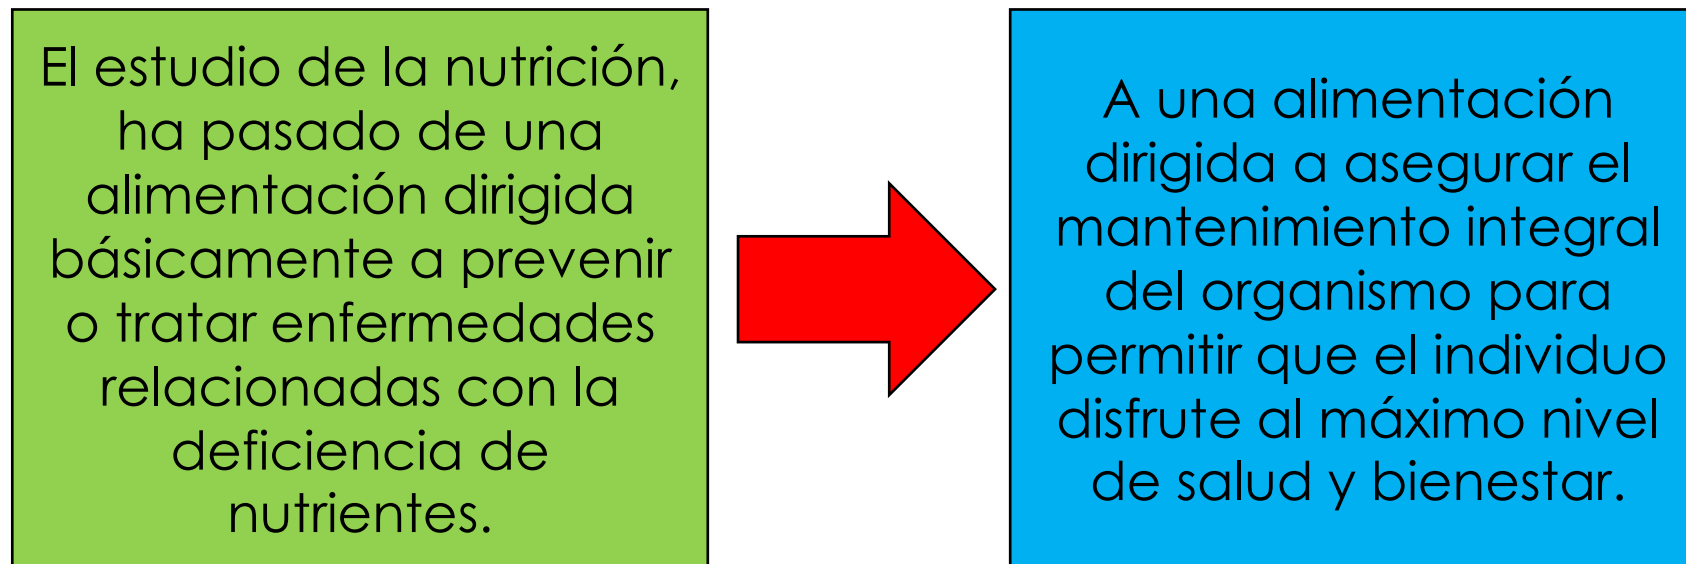 El estudio de la nutrición,
ha pasado de una
alimentación dirigida
básicamente a prevenir
o tratar enfermedades
relacionadas con la
deficiencia de
nutrientes.
A una alimentación
dirigida a asegurar el
mantenimiento integral
del organismo para
permitir que el individuo
disfrute al máximo nivel
de salud y bienestar.